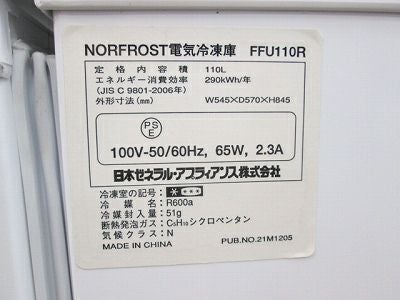 NORFROST電気冷凍庫 FFU110R
定格内容積 110L
エネルギー消費効率 290kWh/年
(JIS C 9801-2006年)
外形寸法(mm) W545×D570×H845
PS
E
100V-50/60Hz, 65W, 2.3A
日本ゼネラル・アプライアンス株式会社
冷凍室の記号: ****
冷媒: R600a
冷媒封入量: 51g
断熱発泡ガス: C5H10シクロペンタン
気候クラス: N
MADE IN CHINA PUB.NO.21M1205